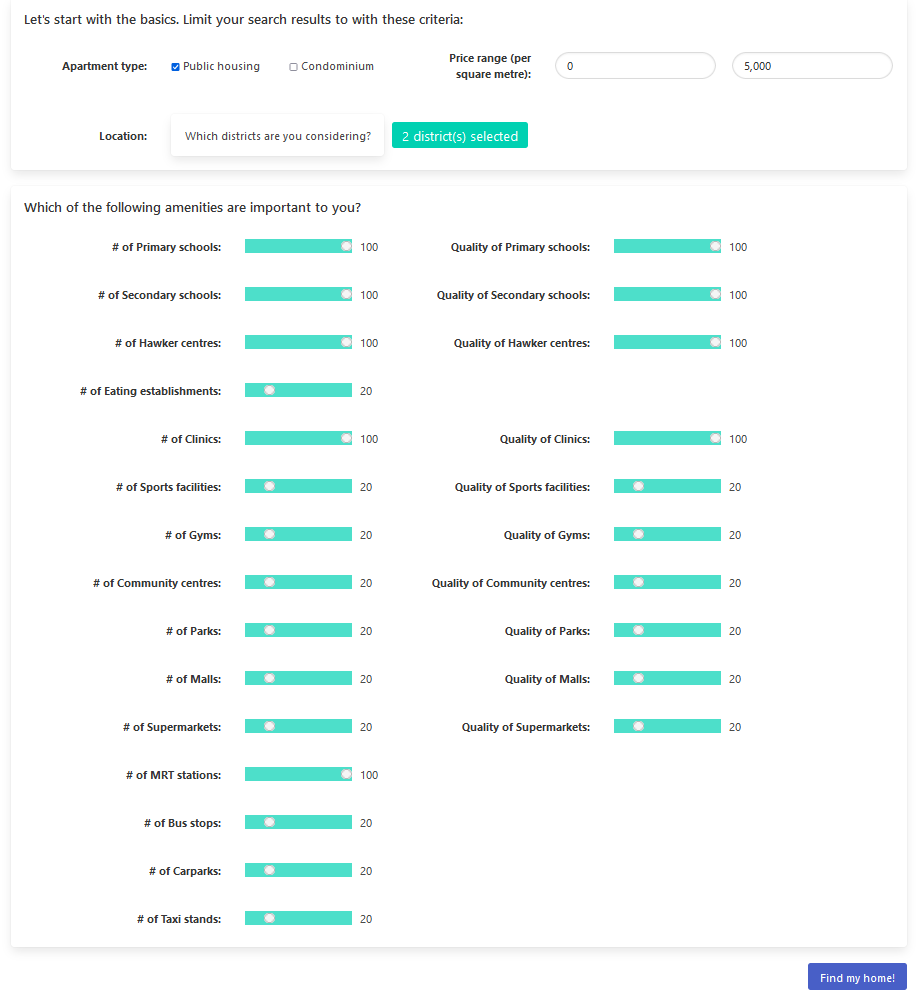 Let's start with the basics. Limit your search results to with these criteria:
Apartment type: Public housing Condominium Price range (per square metre): 0 5,000
Location: Which districts are you considering? 2 district(s) selected
Which of the following amenities are important to you?
# of Primary schools: 100 Quality of Primary schools: 100
# of Secondary schools: 100 Quality of Secondary schools: 100
# of Hawker centres: 100 Quality of Hawker centres: 100
# of Eating establishments: 20
# of Clinics: 100 Quality of Clinics: 100
# of Sports facilities: 20 Quality of Sports facilities: 20
# of Gyms: 20 Quality of Gyms: 20
# of Community centres: 20 Quality of Community centres: 20
# of Parks: 20 Quality of Parks: 20
# of Malls: 20 Quality of Malls: 20
# of Supermarkets: 20 Quality of Supermarkets: 20
# of MRT stations: 100
# of Bus stops: 20
# of Carparks: 20
# of Taxi stands: 20
Find my home!